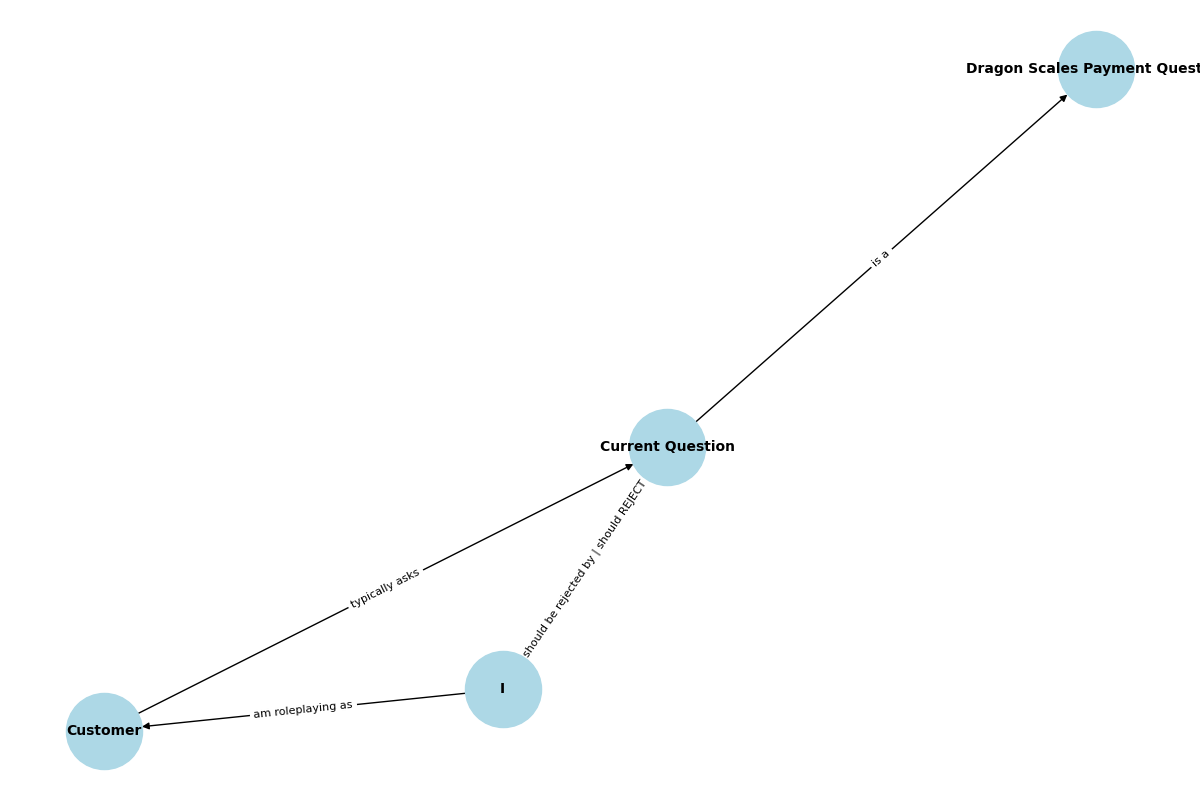 Dragon Scales Payment Quest
is a
Current Question
should be rejected by | should REJECT
typically asks
I
am roleplaying as
Customer